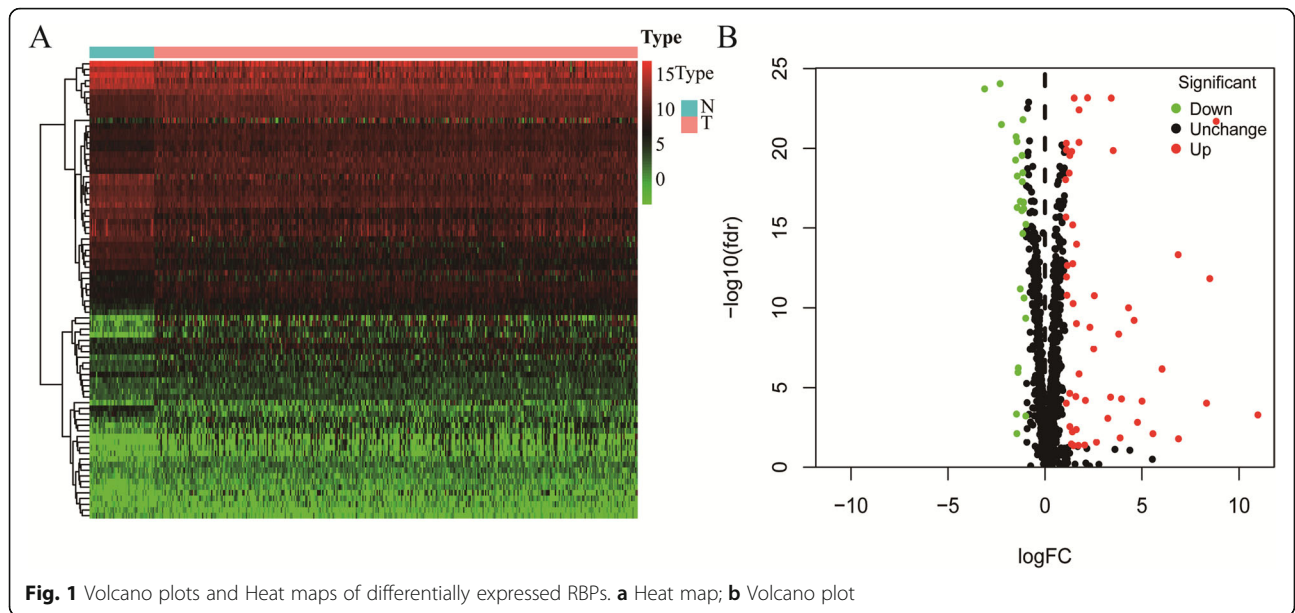 A
Type
15
10
5
0
Type
N
T
B
25
20
15
10
5
0
−log10(fdr)
Significant
Down
Unchange
Up
−10
−5
0
5
10
logFC
Fig. 1 Volcano plots and Heat maps of differentially expressed RBPs. a Heat map; b Volcano plot